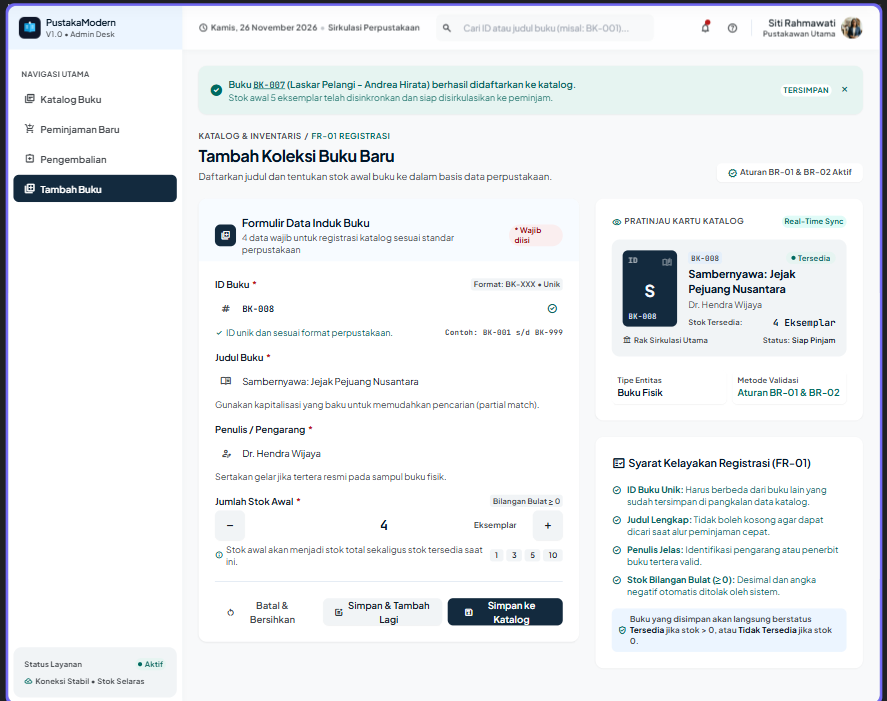 PustakaModern
V1.0 • Admin Desk
Kamis, 26 November 2026 • Sirkulasi Perpustakaan
Cari ID atau judul buku (misal: BK-001)...
Siti Rahmawati
Pustakawan Utama
NAVIGASI UTAMA
Katalog Buku
Peminjaman Baru
Pengembalian
Tambah Buku
Status Layanan
Aktif
Koneksi Stabil • Stok Selaras
Buku BK-007 (Laskar Pelangi - Andrea Hirata) berhasil didaftarkan ke katalog.
Stok awal 5 eksemplar telah disinkronkan dan siap disirkulasikan ke peminjam.
TERSIMPAN
KATALOG & INVENTARIS / FR-01 REGISTRASI
Tambah Koleksi Buku Baru
Daftarkan judul dan tentukan stok awal buku ke dalam basis data perpustakaan.
Aturan BR-01 & BR-02 Aktif
Formulir Data Induk Buku
4 data wajib untuk registrasi katalog sesuai standar
perpustakaan
* Wajib
diisi
ID Buku *
Format: BK-XXX • Unik
# BK-008
ID unik dan sesuai format perpustakaan.
Contoh: BK-001 s/d BK-999
Judul Buku *
Sambernyawa: Jejak Pejuang Nusantara
Gunakan kapitalisasi yang baku untuk memudahkan pencarian (partial match).
Penulis / Pengarang *
Dr. Hendra Wijaya
Sertakan gelar jika tertera resmi pada sampul buku fisik.
Jumlah Stok Awal *
Bilangan Bulat ≥ 0
−
4
Eksemplar
+
Stok awal akan menjadi stok total sekaligus stok tersedia saat
ini.
1 3 5 10
Batal &
Bersihkan
Simpan & Tambah
Lagi
Simpan ke
Katalog
PRATINJAU KARTU KATALOG
Real-Time Sync
ID
S
BK-008
BK-008
Tersedia
Sambernyawa: Jejak
Pejuang Nusantara
Dr. Hendra Wijaya
Stok Tersedia: 4 Eksemplar
Rak Sirkulasi Utama
Status: Siap Pinjam
Tipe Entitas
Buku Fisik
Metode Validasi
Aturan BR-01 & BR-02
Syarat Kelayakan Registrasi (FR-01)
ID Buku Unik: Harus berbeda dari buku lain yang
sudah tersimpan di pangkalan data katalog.
Judul Lengkap: Tidak boleh kosong agar dapat
dicari saat alur peminjaman cepat.
Penulis Jelas: Identifikasi pengarang atau penerbit
buku tertera valid.
Stok Bilangan Bulat (≥ 0): Desimal dan angka
negatif otomatis ditolak oleh sistem.
Buku yang disimpan akan langsung berstatus
Tersedia jika stok > 0, atau Tidak Tersedia jika stok
0.